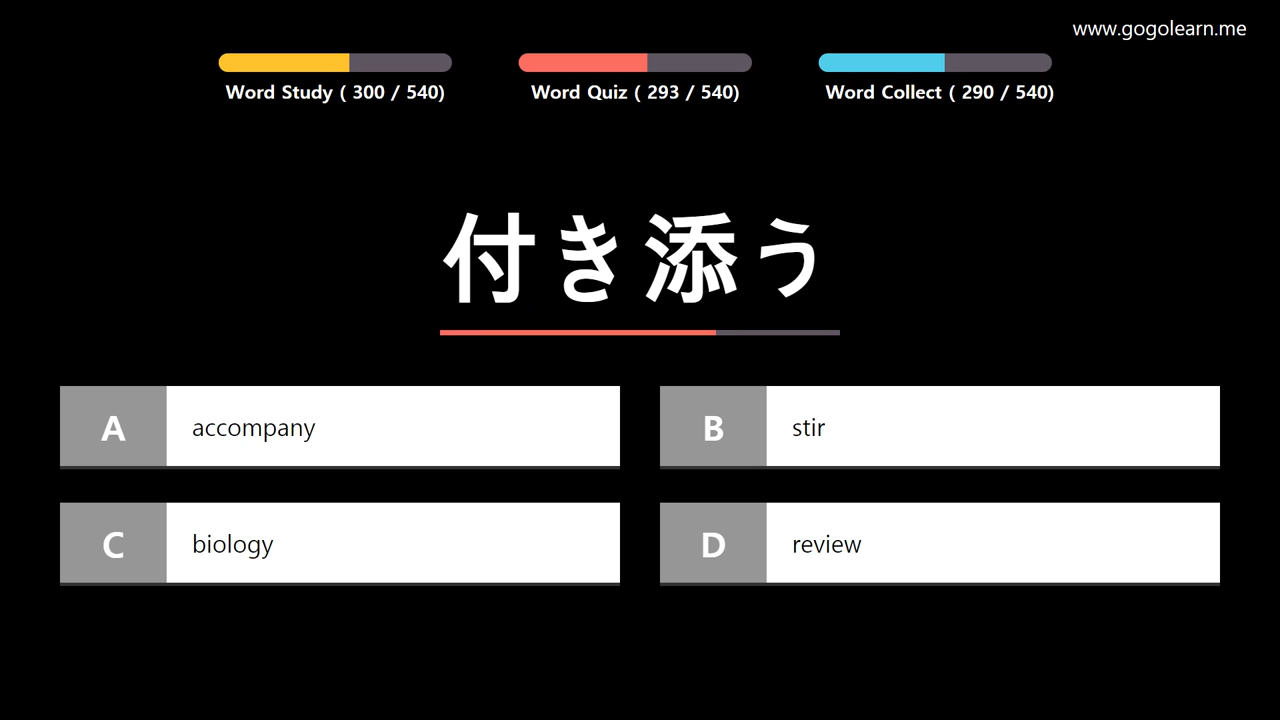 www.gogolearn.me
Word Study ( 300 / 540)
Word Quiz ( 293 / 540)
Word Collect ( 290 / 540)
付き添う
A accompany
B stir
C biology
D review